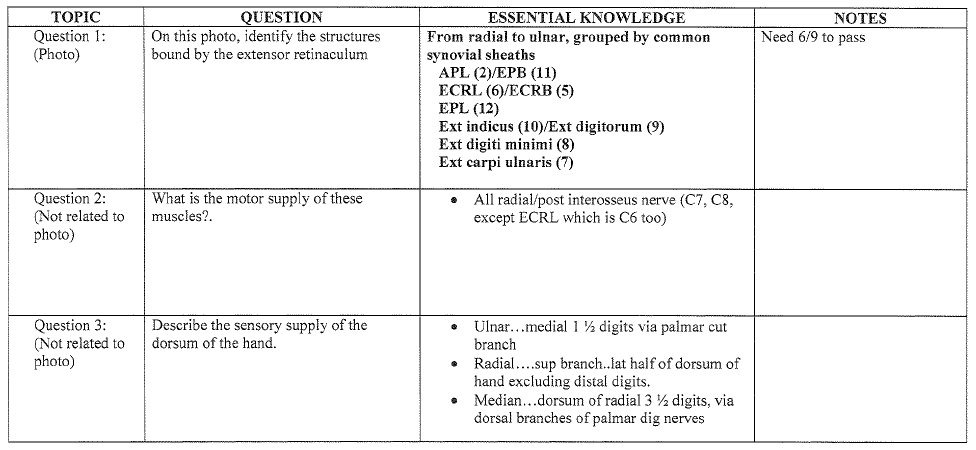 TOPIC QUESTION ESSENTIAL KNOWLEDGE NOTES
Question 1:
(Photo)
On this photo, identify the structures
bound by the extensor retinaculum
From radial to ulnar, grouped by common
synovial sheaths
APL (2)/EPB (11)
ECRL (6)/ECRB (5)
EPL (12)
Ext indicus (10)/Ext digitorum (9)
Ext digiti minimi (8)
Ext carpi ulnaris (7)
Need 6/9 to pass
Question 2:
(Not related to
photo)
What is the motor supply of these
muscles?.
• All radial/post interosseus nerve (C7, C8,
except ECRL which is C6 too)
Question 3:
(Not related to
photo)
Describe the sensory supply of the
dorsum of the hand.
• Ulnar…medial 1 ½ digits via palmar cut
branch
• Radial….sup branch..lat half of dorsum of
hand excluding distal digits.
• Median…dorsum of radial 3 ½ digits, via
dorsal branches of palmar dig nerves